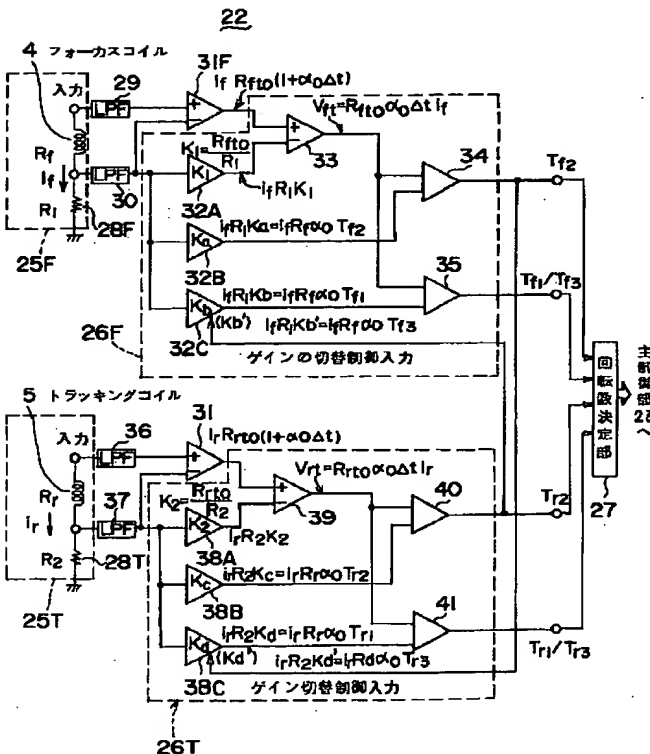 22
4 フォーカスコイル
入力
LPF
29
31F
if Rfto(1+α0Δt)
Vft=Rftoα0Δt if
Rf
If
LPF
30
K1=Rfto/R1
K1
ifR1K1
32A
33
34
Tf2
R1
28F
25F
Ka
ifR1Ka=ifRfα0Tf2
32B
35
Tf1/Tf3
Kb
(Kb')
ifR1Kb=ifRfα0Tf1
ifR1Kb'=ifRfα0Tf3
26F
32C
ゲインの切替制御入力
回転数決定部
27
5 トラッキングコイル
入力
LPF
36
31
irRrto(1+α0Δt)
Vrt=Rrtoα0Δt ir
Rr
ir
LPF
37
K2=Rrto/R2
K2
irR2K2
38A
39
40
Tr2
R2
28T
25T
Kc
irR2Kc=irRrα0Tr2
38B
41
Tr1/Tr3
Kd
(Kd')
irR2Kd=irRrα0Tr1
irR2Kd'=irRdα0Tr3
38C
ゲイン切替制御入力
26T